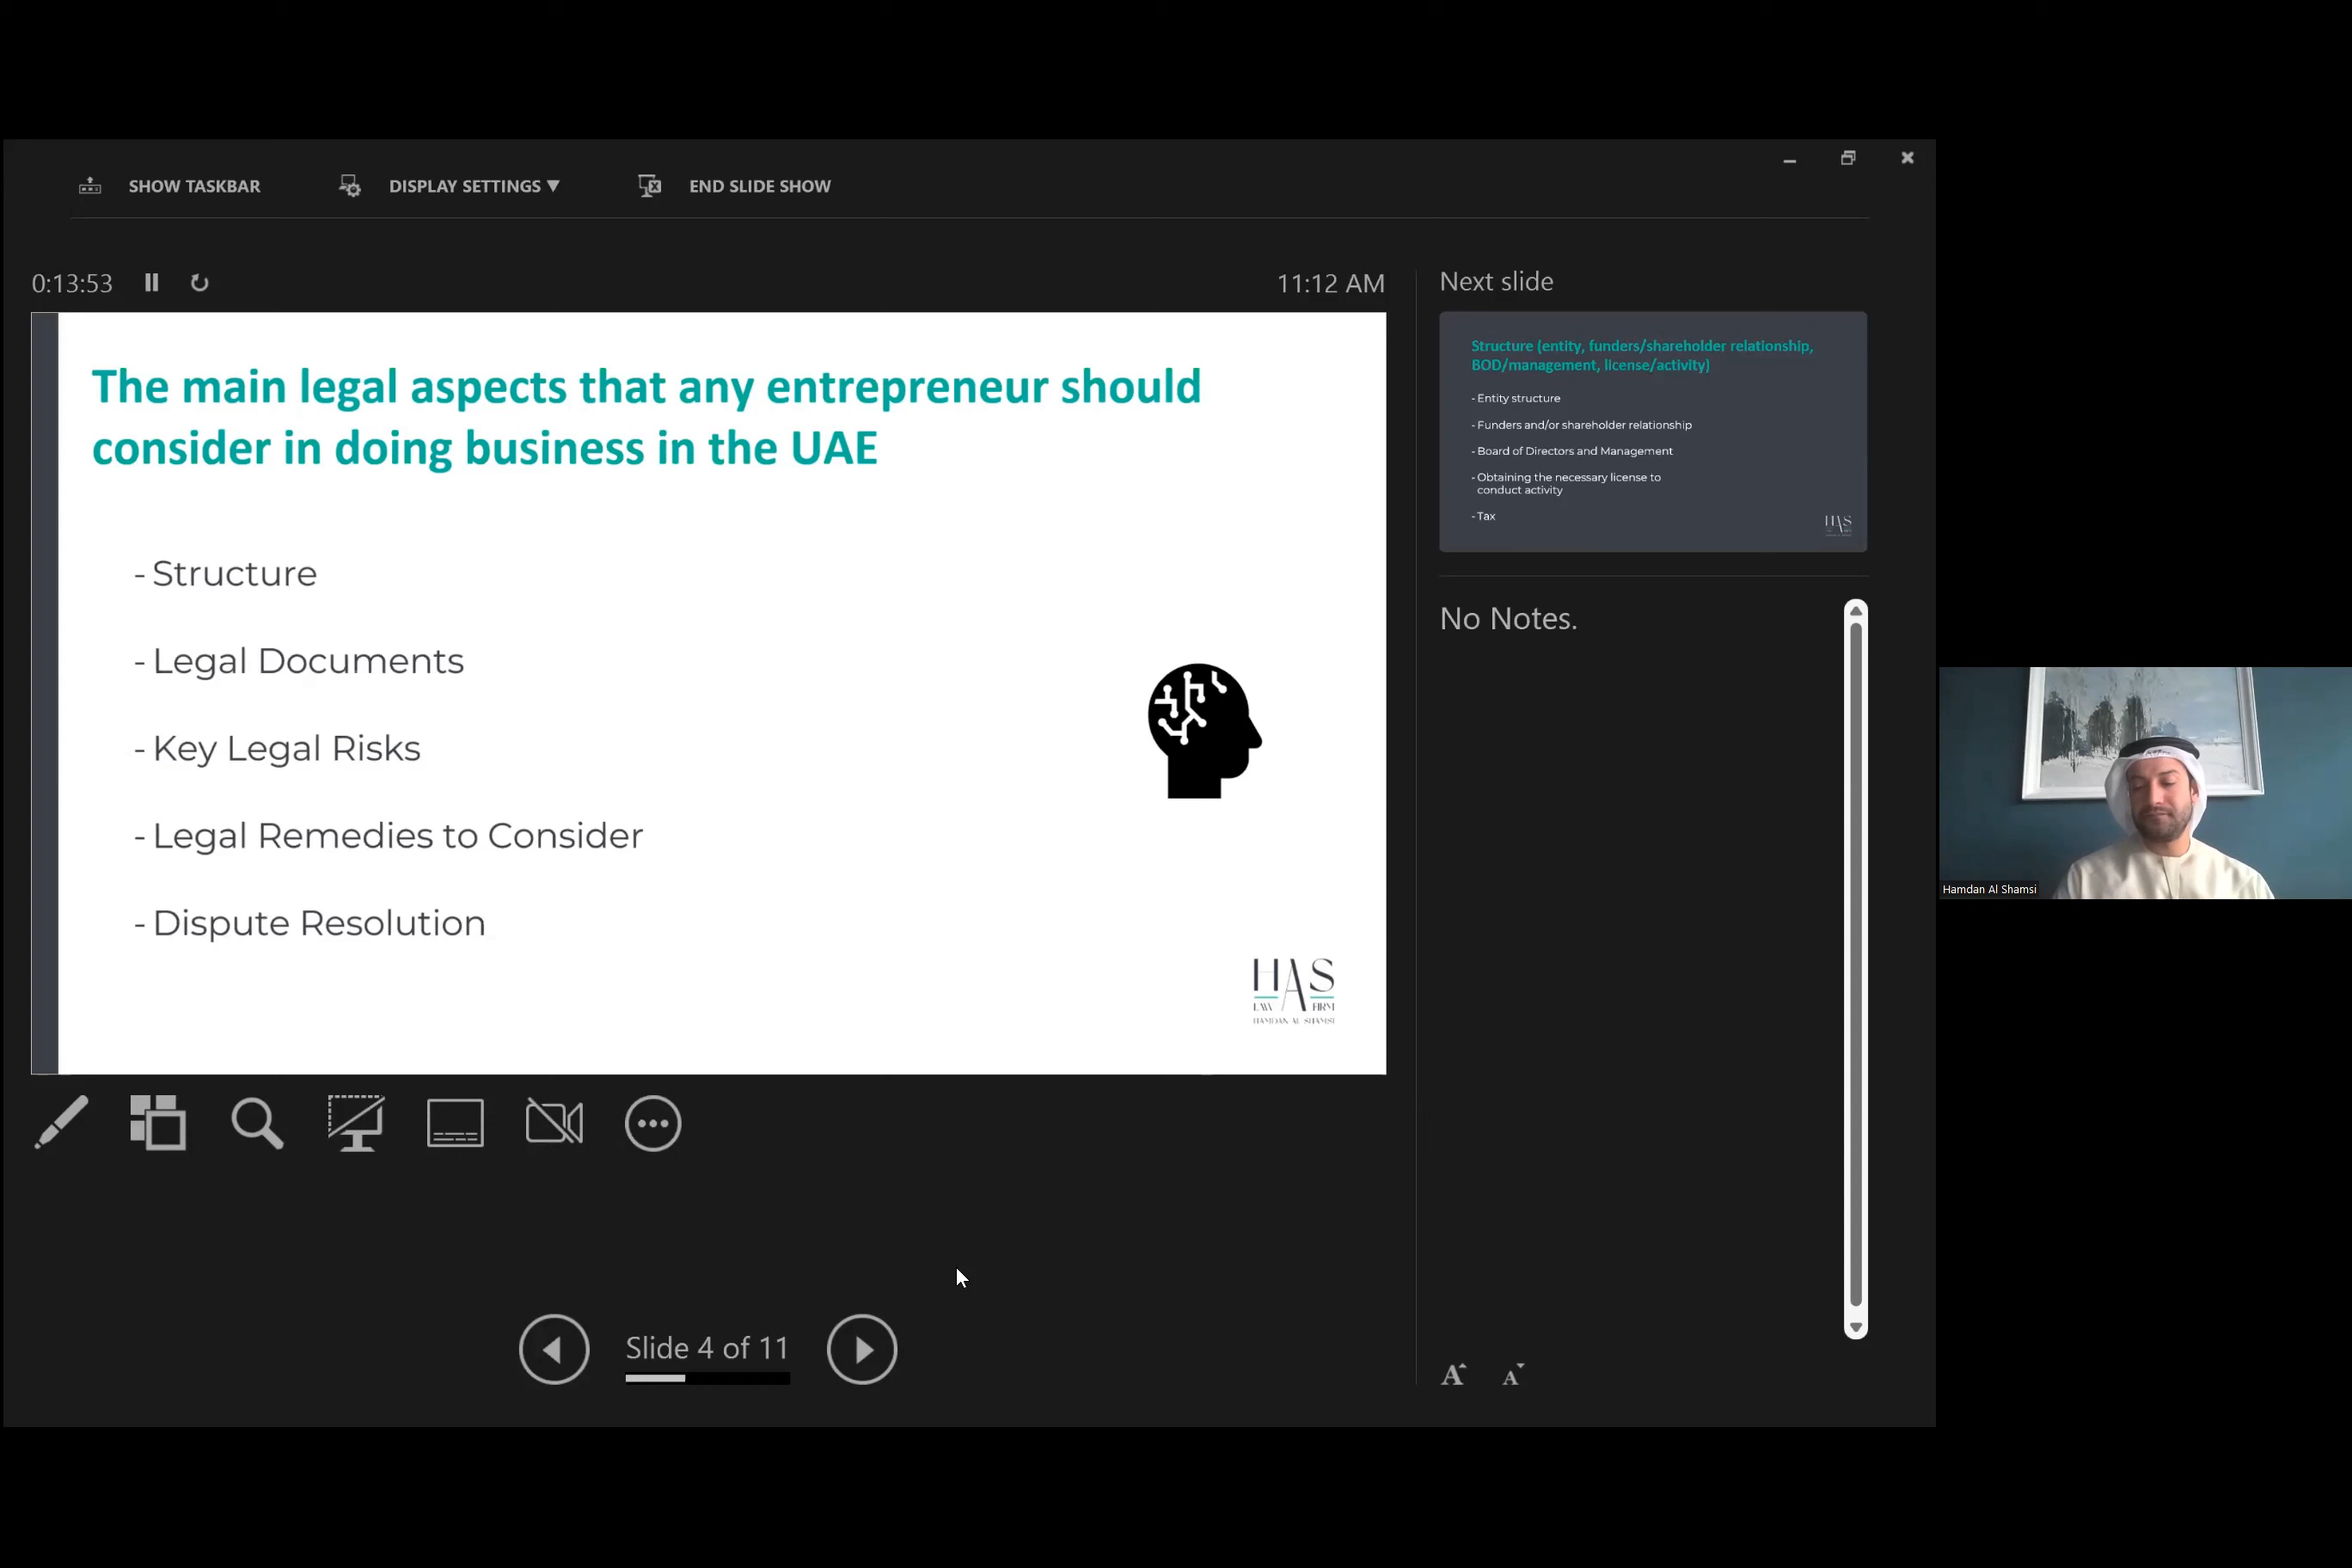 SHOW TASKBAR
DISPLAY SETTINGS ▼
END SLIDE SHOW
0:13:53
11:12 AM
The main legal aspects that any entrepreneur should
consider in doing business in the UAE
- Structure
- Legal Documents
- Key Legal Risks
- Legal Remedies to Consider
- Dispute Resolution
HAS
LAW FIRM
HAMDAN AL SHAMSI
Slide 4 of 11
Next slide
Structure (entity, funders/shareholder relationship,
BOD/management, license/activity)
- Entity structure
- Funders and/or shareholder relationship
- Board of Directors and Management
- Obtaining the necessary license to
conduct activity
- Tax
HAS
No Notes.
A A
Hamdan Al Shamsi